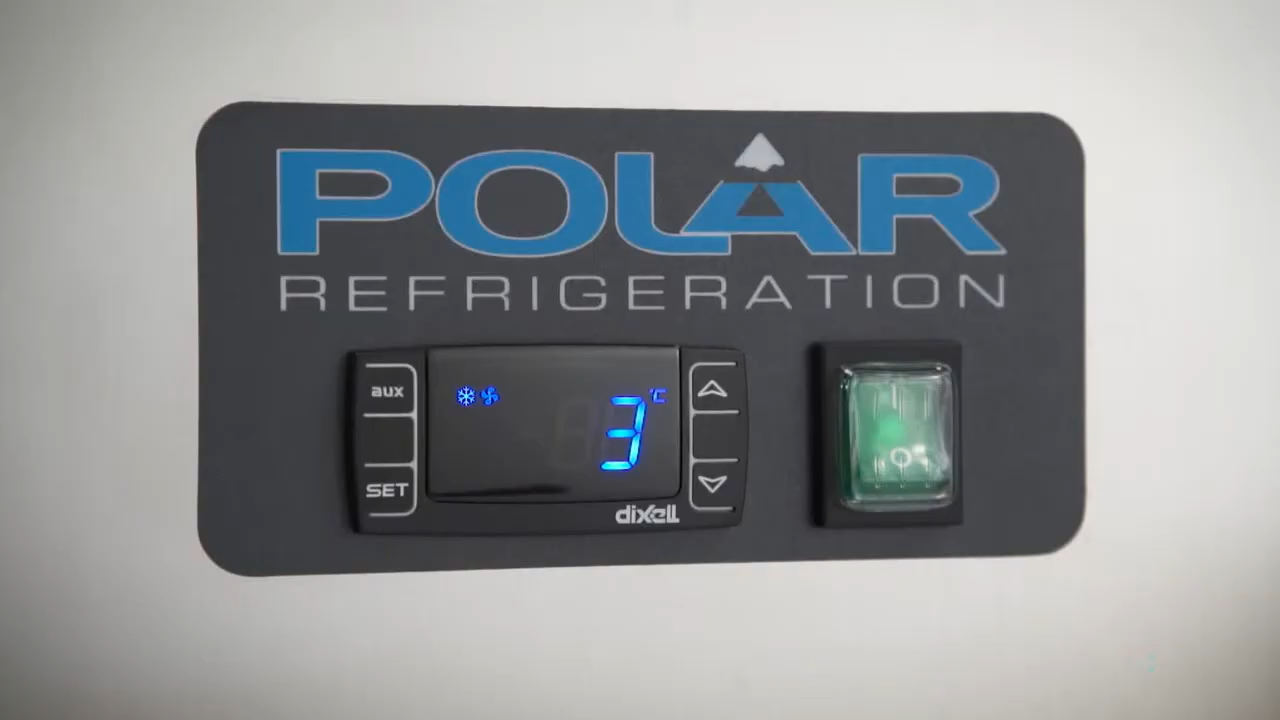 POLAR
REFRIGERATION
aux
3 °C
SET
dixell
O